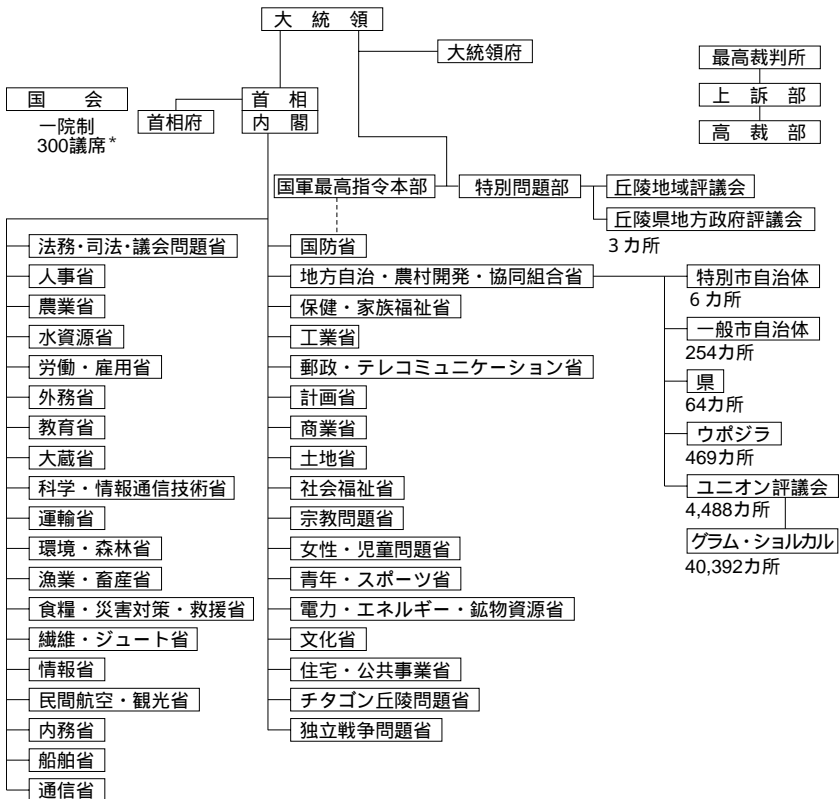 大統領
大統領府
最高裁判所
上訴部
高裁部
国会
一院制
300議席*
首相府
首相
内閣
国軍最高指令本部
特別問題部
丘陵地域評議会
丘陵県地方政府評議会
3カ所
法務・司法・議会問題省
人事省
農業省
水資源省
労働・雇用省
外務省
教育省
大蔵省
科学・情報通信技術省
運輸省
環境・森林省
漁業・畜産省
食糧・災害対策・救援省
繊維・ジュート省
情報省
民間航空・観光省
内務省
船舶省
通信省
国防省
地方自治・農村開発・協同組合省
保健・家族福祉省
工業省
郵政・テレコミュニケーション省
計画省
商業省
土地省
社会福祉省
宗教問題省
女性・児童問題省
青年・スポーツ省
電力・エネルギー・鉱物資源省
文化省
住宅・公共事業省
チタゴン丘陵問題省
独立戦争問題省
特別市自治体
6カ所
一般市自治体
254カ所
県
64カ所
ウポジラ
469カ所
ユニオン評議会
4,488カ所
グラム・ショルカル
40,392カ所